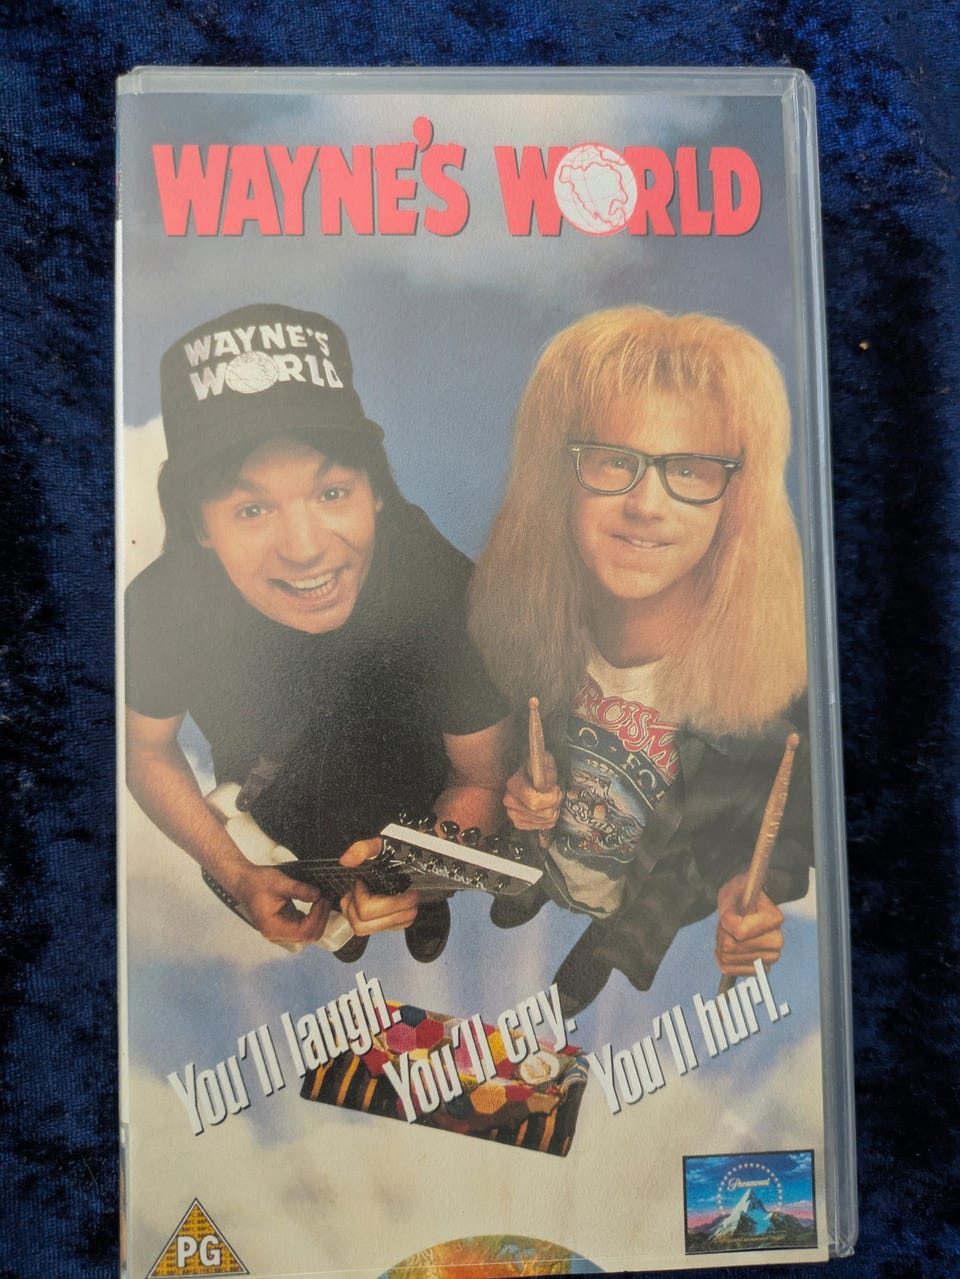 WAYNE'S WORLD
WAYNE'S
WORLD
You'll laugh.
You'll cry.
You'll hurl.
Paramount
PG